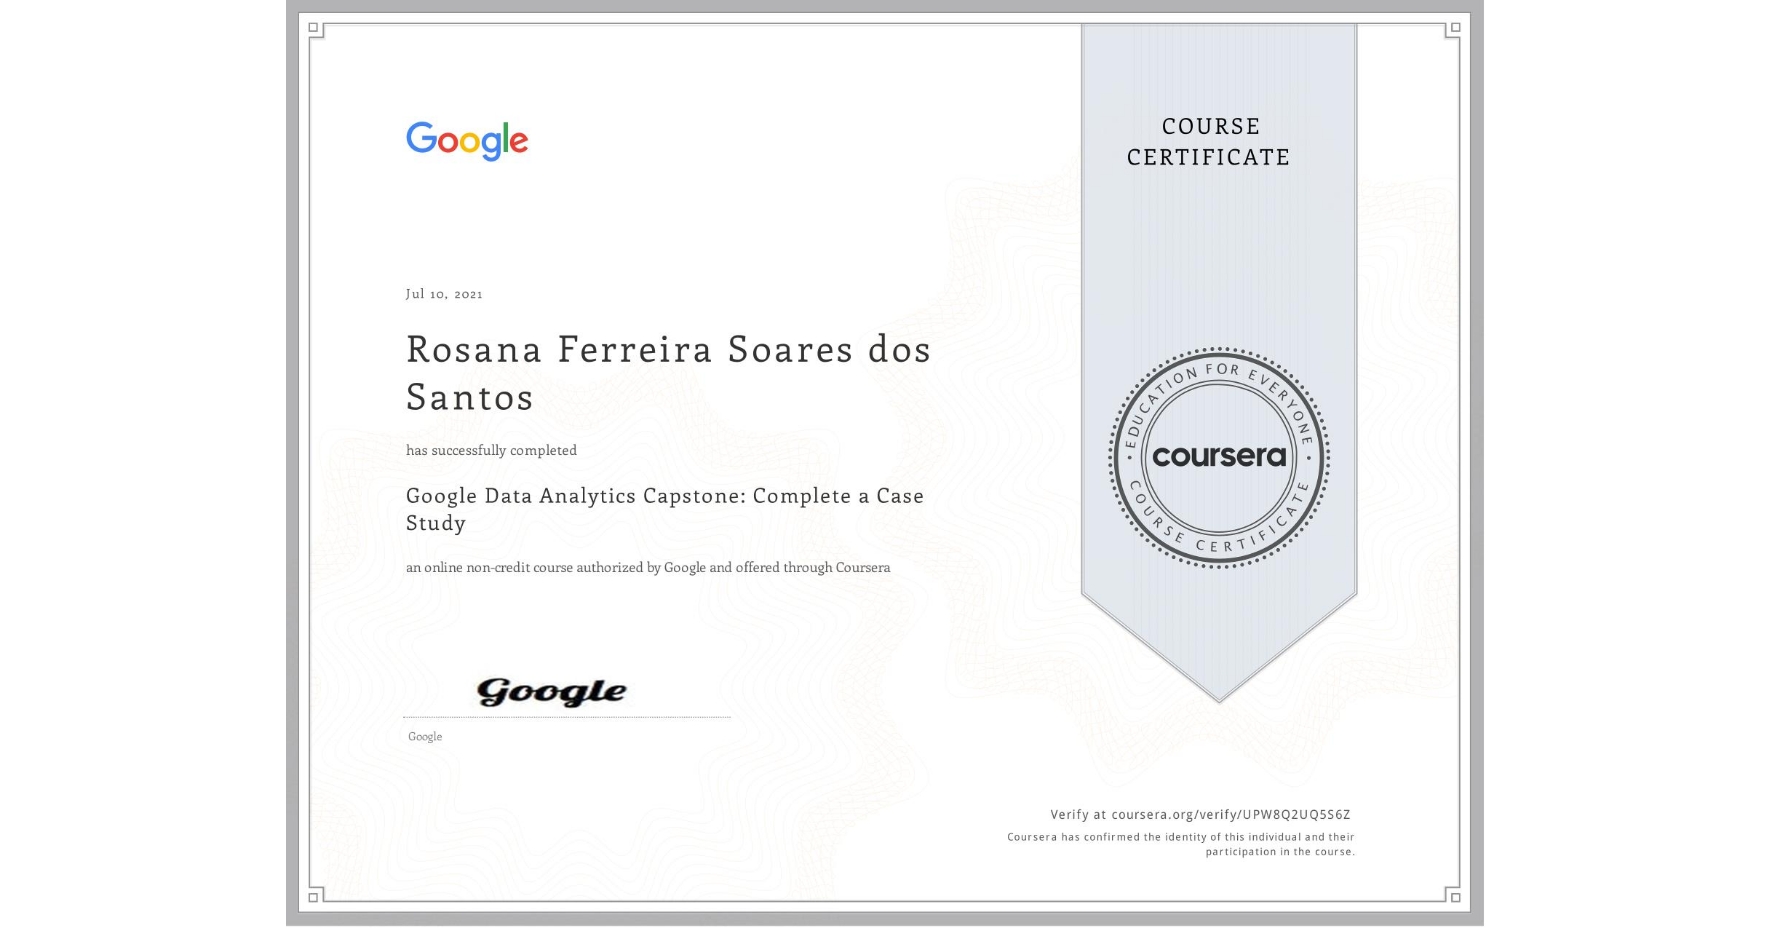 Google
COURSE
CERTIFICATE
Jul 10, 2021
Rosana Ferreira Soares dos
Santos
has successfully completed
Google Data Analytics Capstone: Complete a Case
Study
an online non-credit course authorized by Google and offered through Coursera
EDUCATION FOR EVERYONE
coursera
COURSE CERTIFICATE
Google
Google
Verify at coursera.org/verify/UPW8Q2UQ5S6Z
Coursera has confirmed the identity of this individual and their
participation in the course.